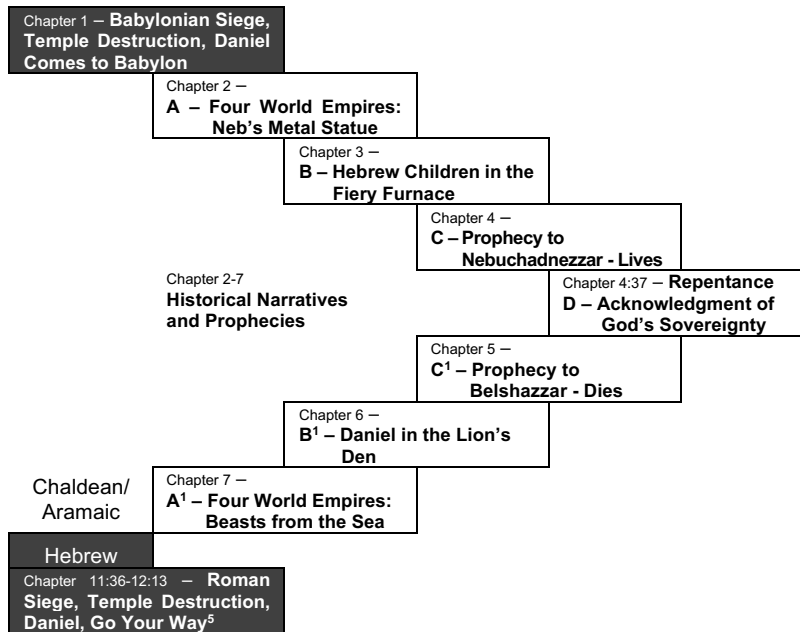 Chapter 1 – Babylonian Siege,
Temple Destruction, Daniel
Comes to Babylon
Chapter 2 –
A – Four World Empires:
Neb's Metal Statue
Chapter 3 –
B – Hebrew Children in the
Fiery Furnace
Chapter 4 –
C – Prophecy to
Nebuchadnezzar - Lives
Chapter 2-7
Historical Narratives
and Prophecies
Chapter 4:37 – Repentance
D – Acknowledgment of
God's Sovereignty
Chapter 5 –
C¹ – Prophecy to
Belshazzar - Dies
Chapter 6 –
B¹ – Daniel in the Lion's
Den
Chaldean/
Aramaic
Chapter 7 –
A¹ – Four World Empires:
Beasts from the Sea
Hebrew
Chapter 11:36-12:13 – Roman
Siege, Temple Destruction,
Daniel, Go Your Way⁵